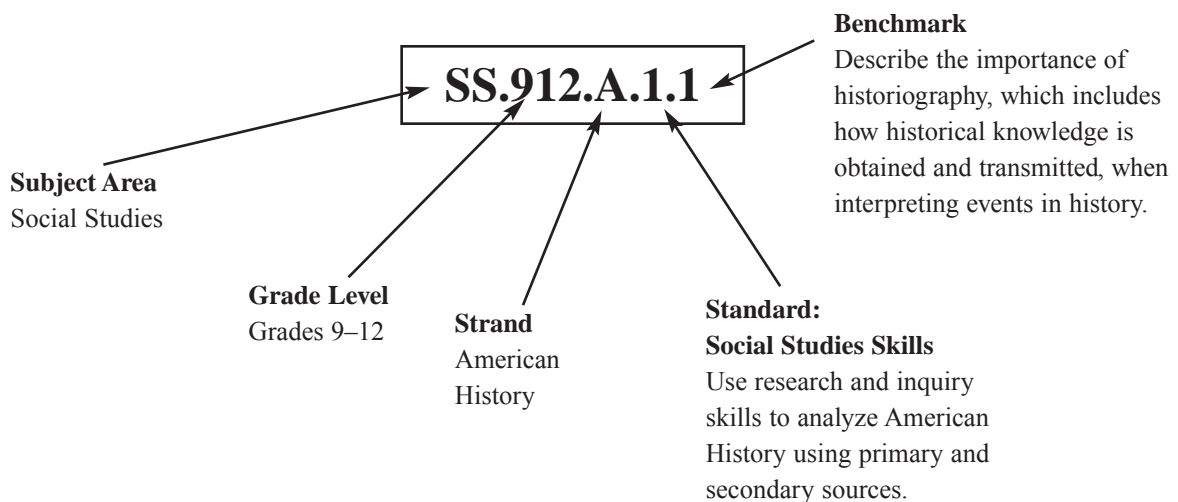 SS.912.A.1.1
Benchmark
Describe the importance of
historiography, which includes
how historical knowledge is
obtained and transmitted, when
interpreting events in history.
Subject Area
Social Studies
Grade Level
Grades 9–12
Strand
American
History
Standard:
Social Studies Skills
Use research and inquiry
skills to analyze American
History using primary and
secondary sources.